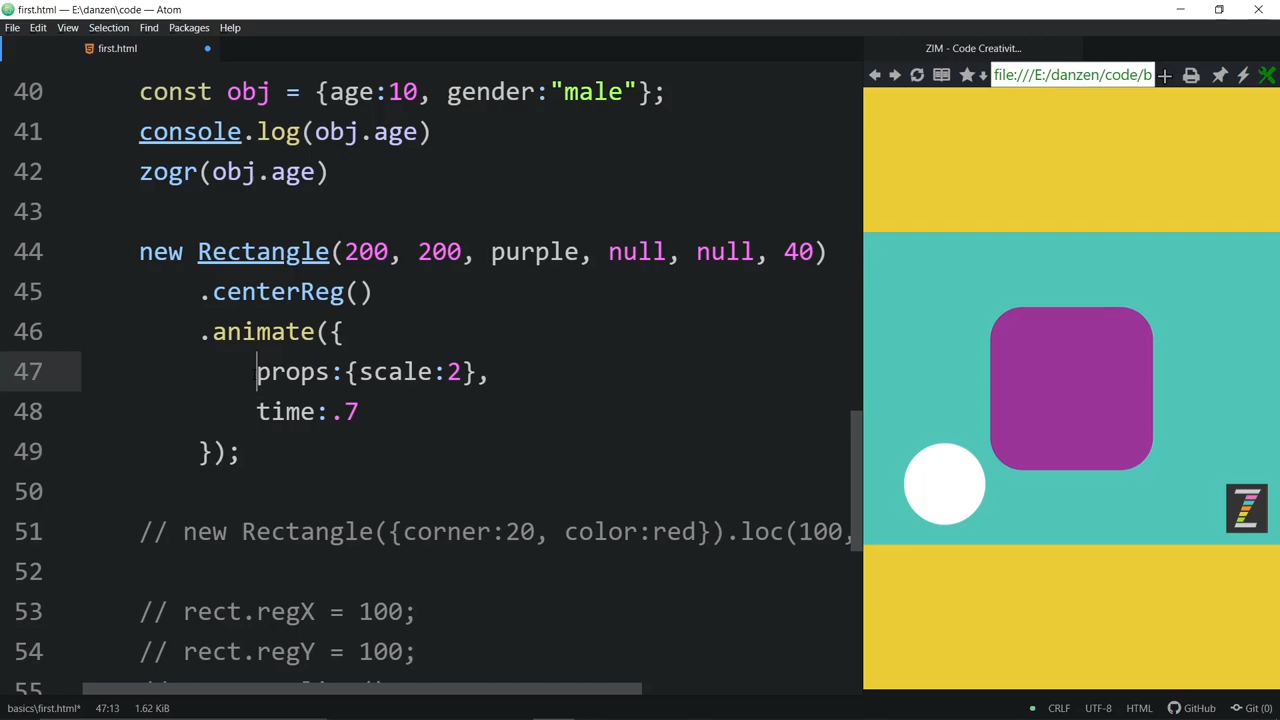 first.html — E:\danzen\code — Atom
File Edit View Selection Find Packages Help
first.html
ZIM - Code Creativit...
file:///E:/danzen/code/b
40 const obj = {age:10, gender:"male"};
41 console.log(obj.age)
42 zogr(obj.age)
43
44 new Rectangle(200, 200, purple, null, null, 40)
45 .centerReg()
46 .animate({
47 props:{scale:2},
48 time:.7
49 });
50
51 // new Rectangle({corner:20, color:red}).loc(100,
52
53 // rect.regX = 100;
54 // rect.regY = 100;
55
basics\first.html* 47:13 1.62 KiB CRLF UTF-8 HTML GitHub Git (0)